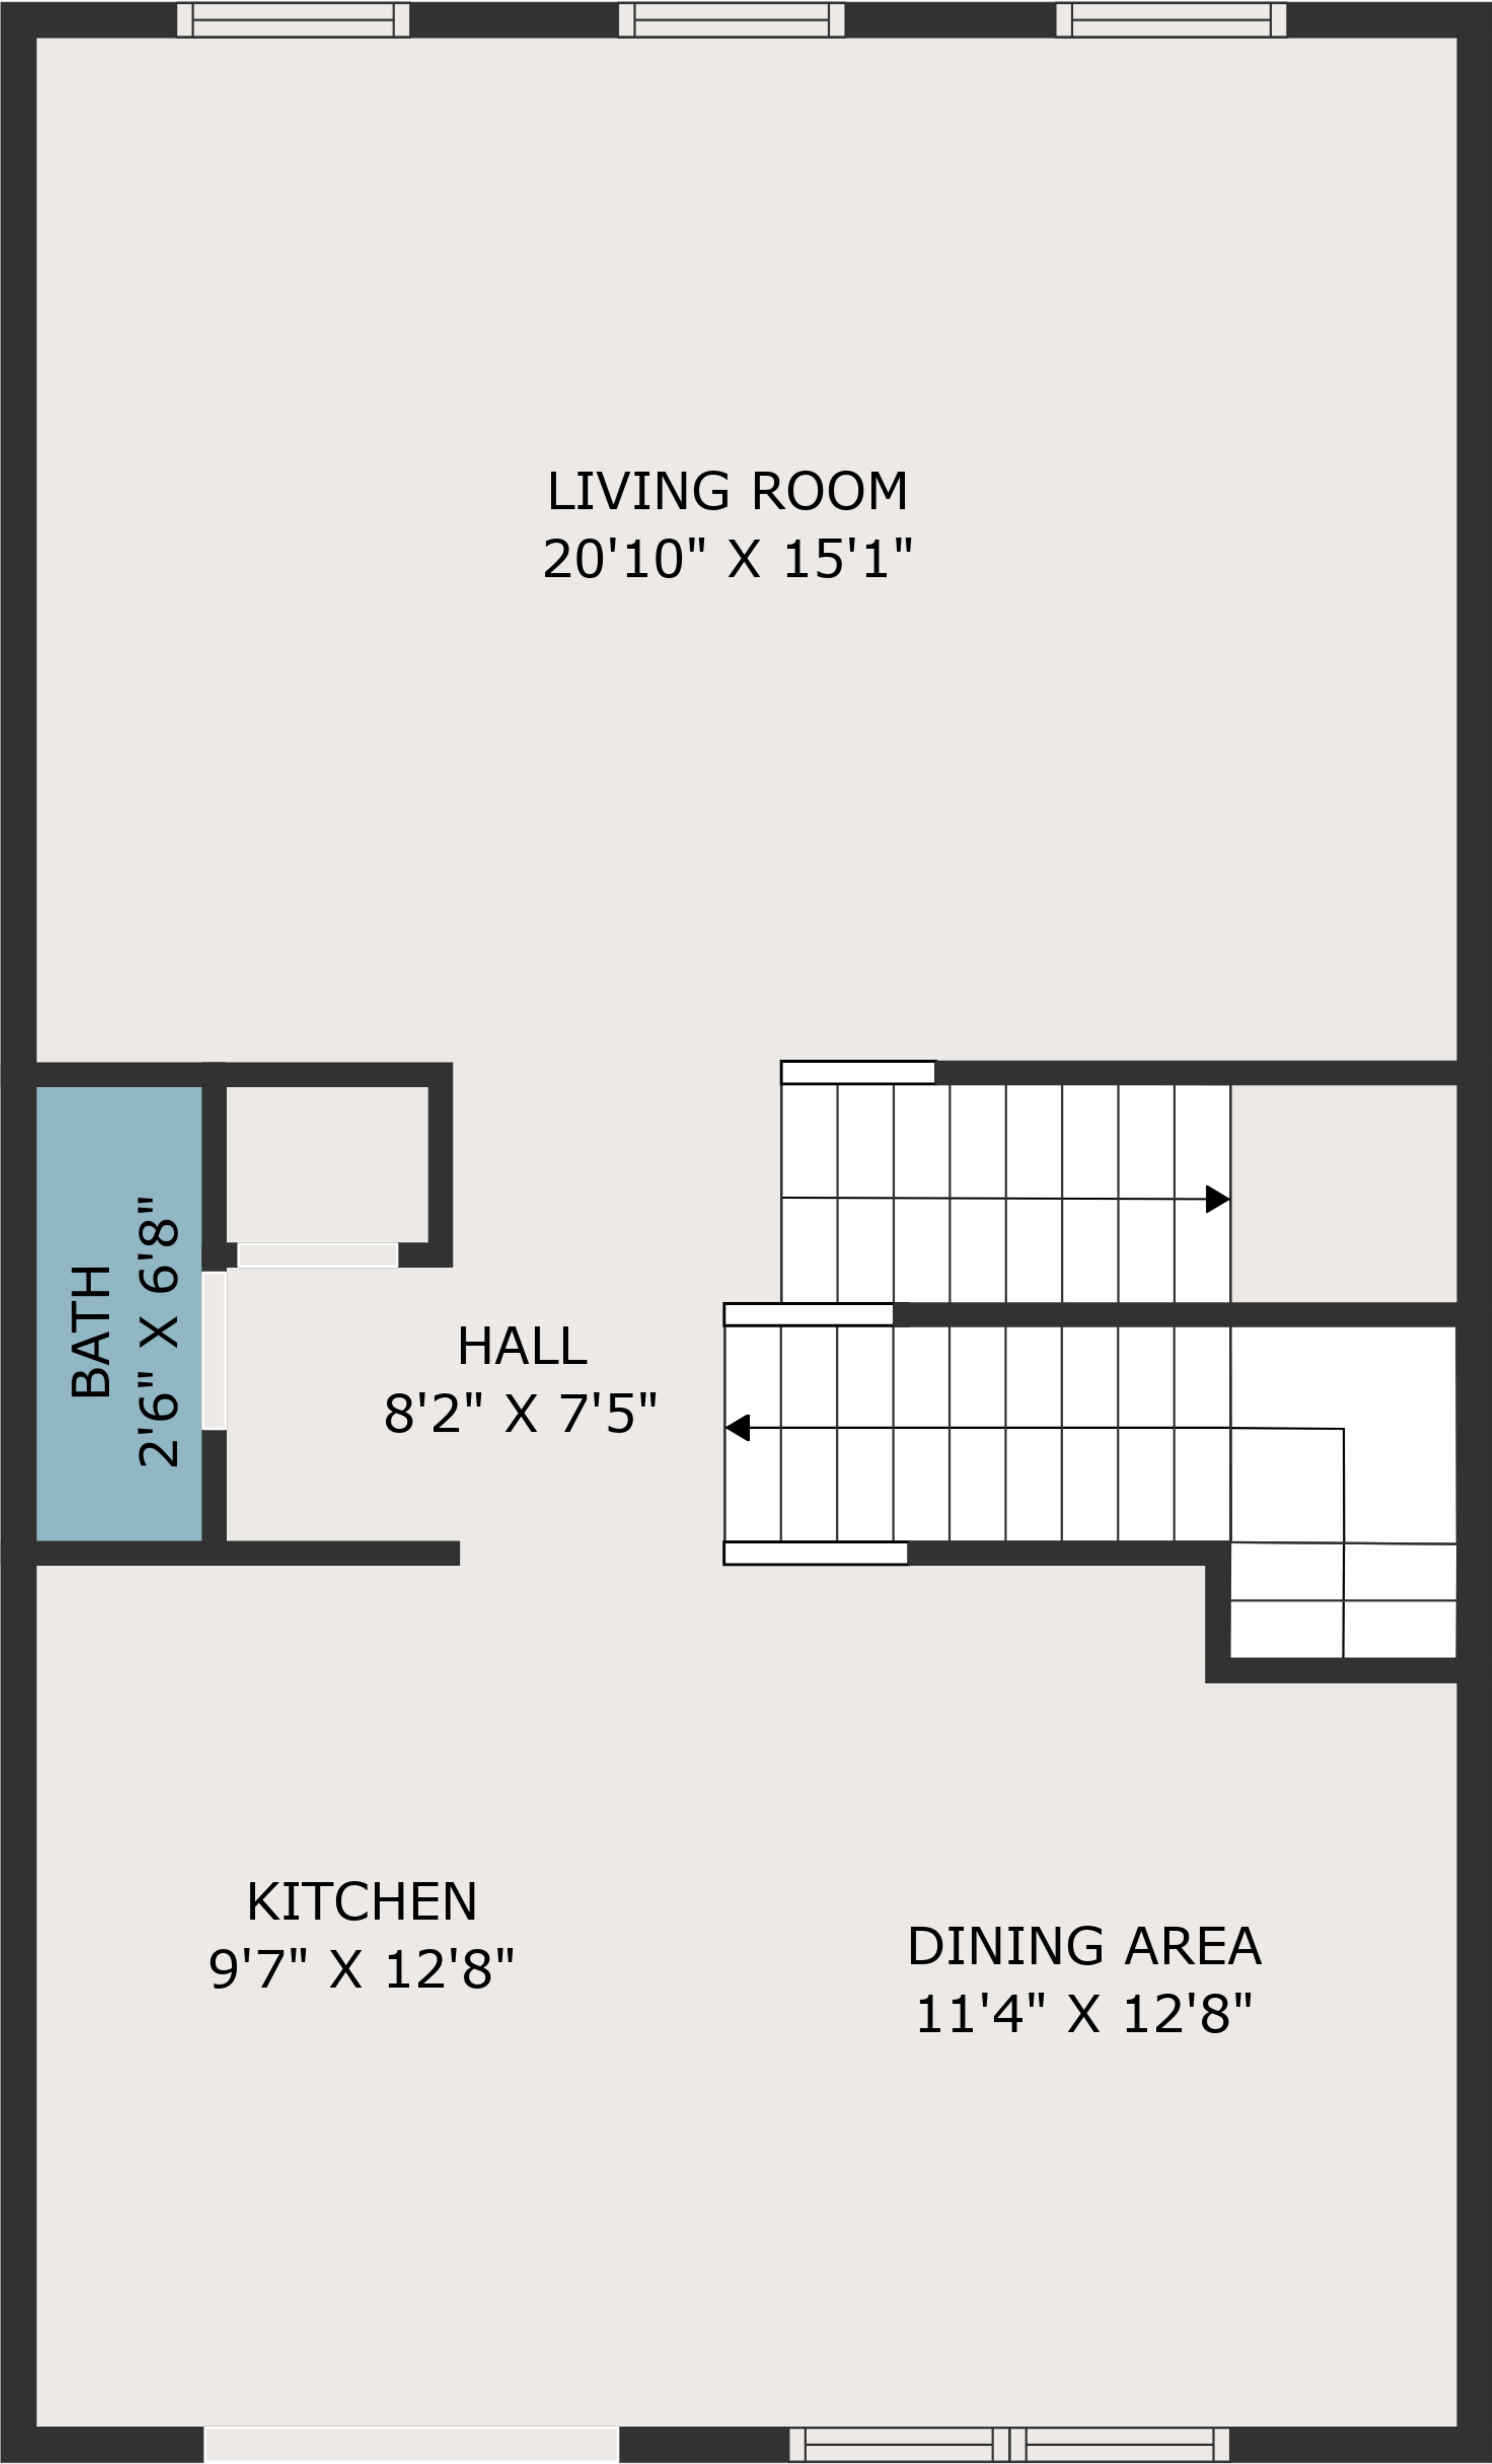 LIVING ROOM
20'10" X 15'1"
BATH
2'6" X 6'8"
HALL
8'2" X 7'5"
KITCHEN
9'7" X 12'8"
DINING AREA
11'4" X 12'8"